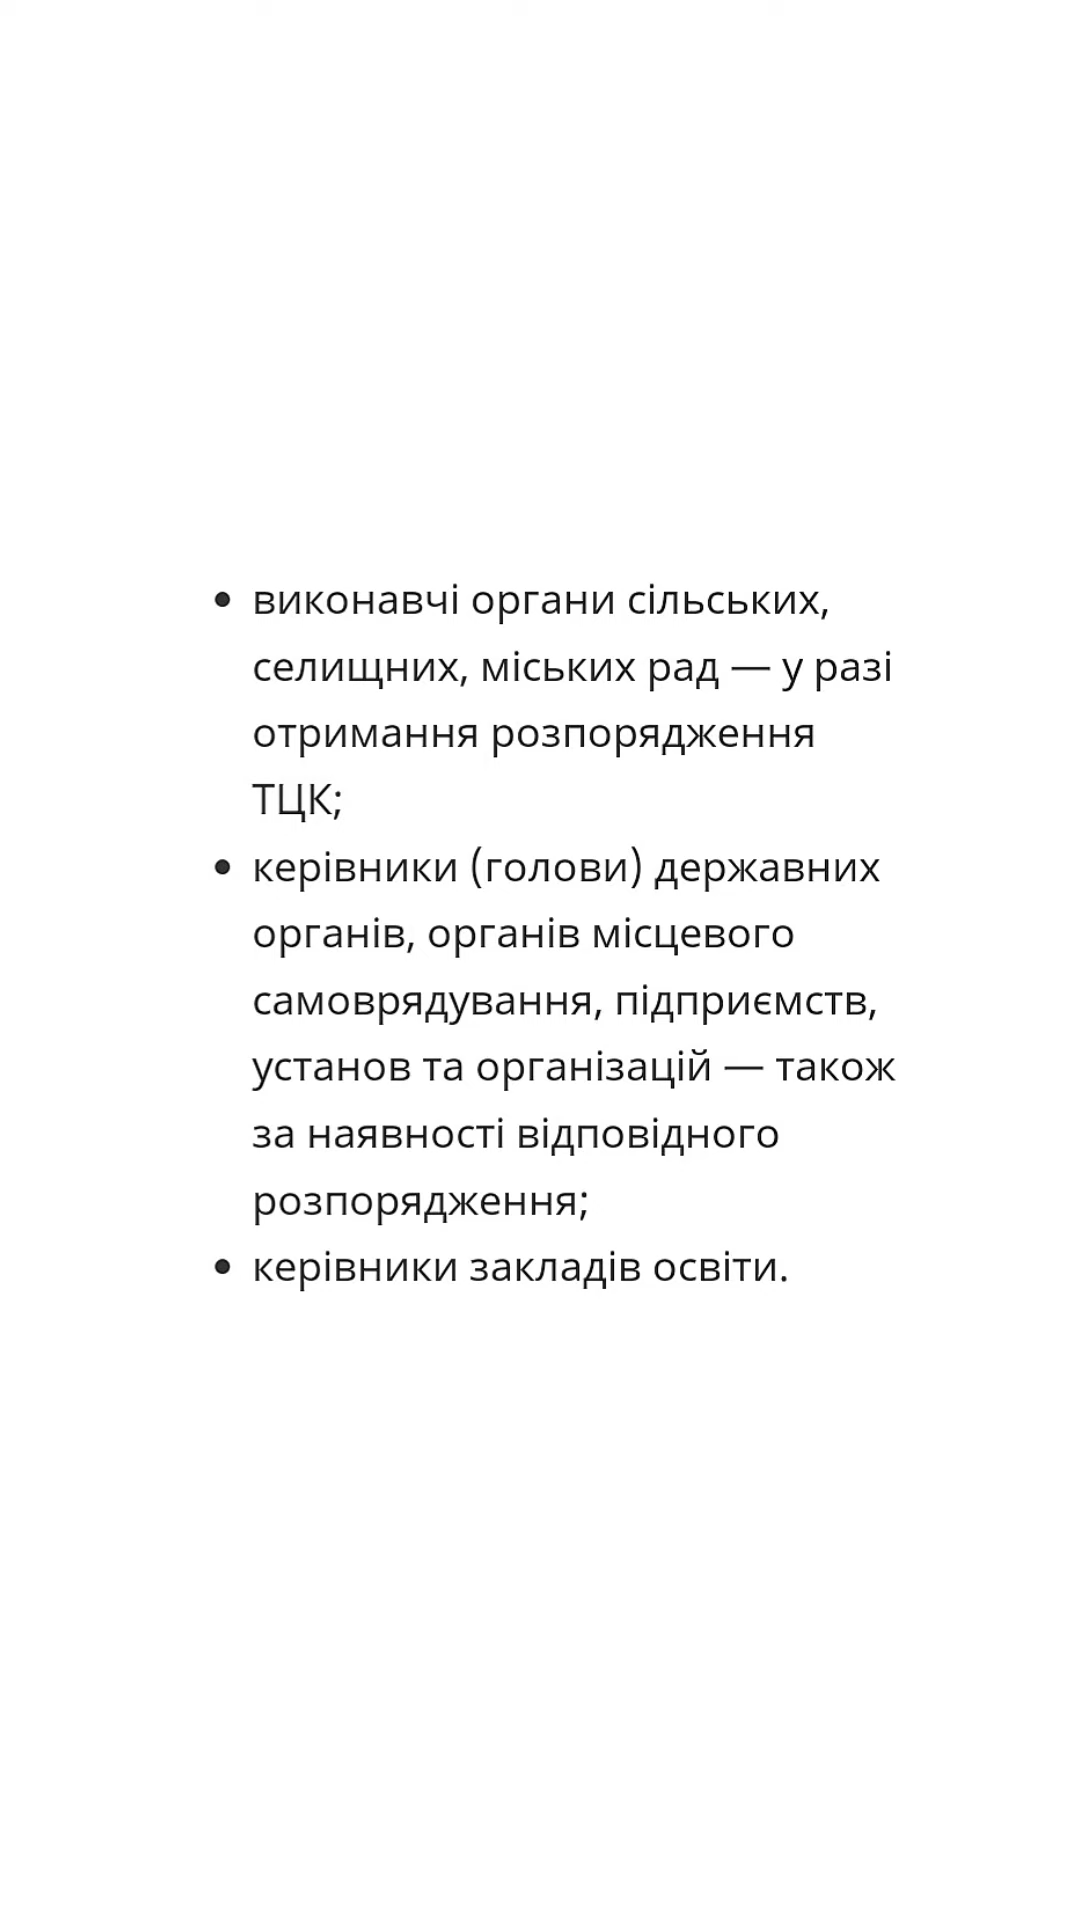 • виконавчі органи сільських,
селищних, міських рад — у разі
отримання розпорядження
ТЦК;
• керівники (голови) державних
органів, органів місцевого
самоврядування, підприємств,
установ та організацій — також
за наявності відповідного
розпорядження;
• керівники закладів освіти.